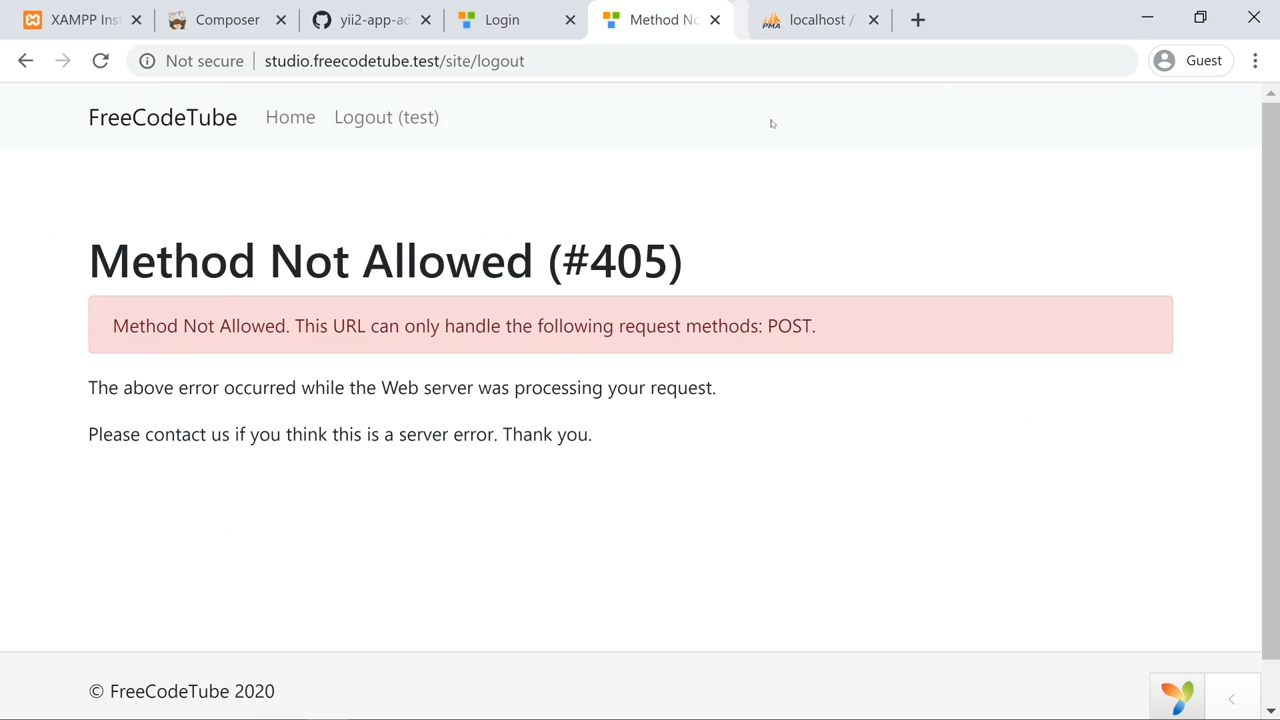 XAMPP Inst
Composer
yii2-app-ad
Login
Method No
localhost /
Not secure
studio.freecodetube.test/site/logout
Guest
FreeCodeTube
Home
Logout (test)
Method Not Allowed (#405)
Method Not Allowed. This URL can only handle the following request methods: POST.
The above error occurred while the Web server was processing your request.
Please contact us if you think this is a server error. Thank you.
© FreeCodeTube 2020